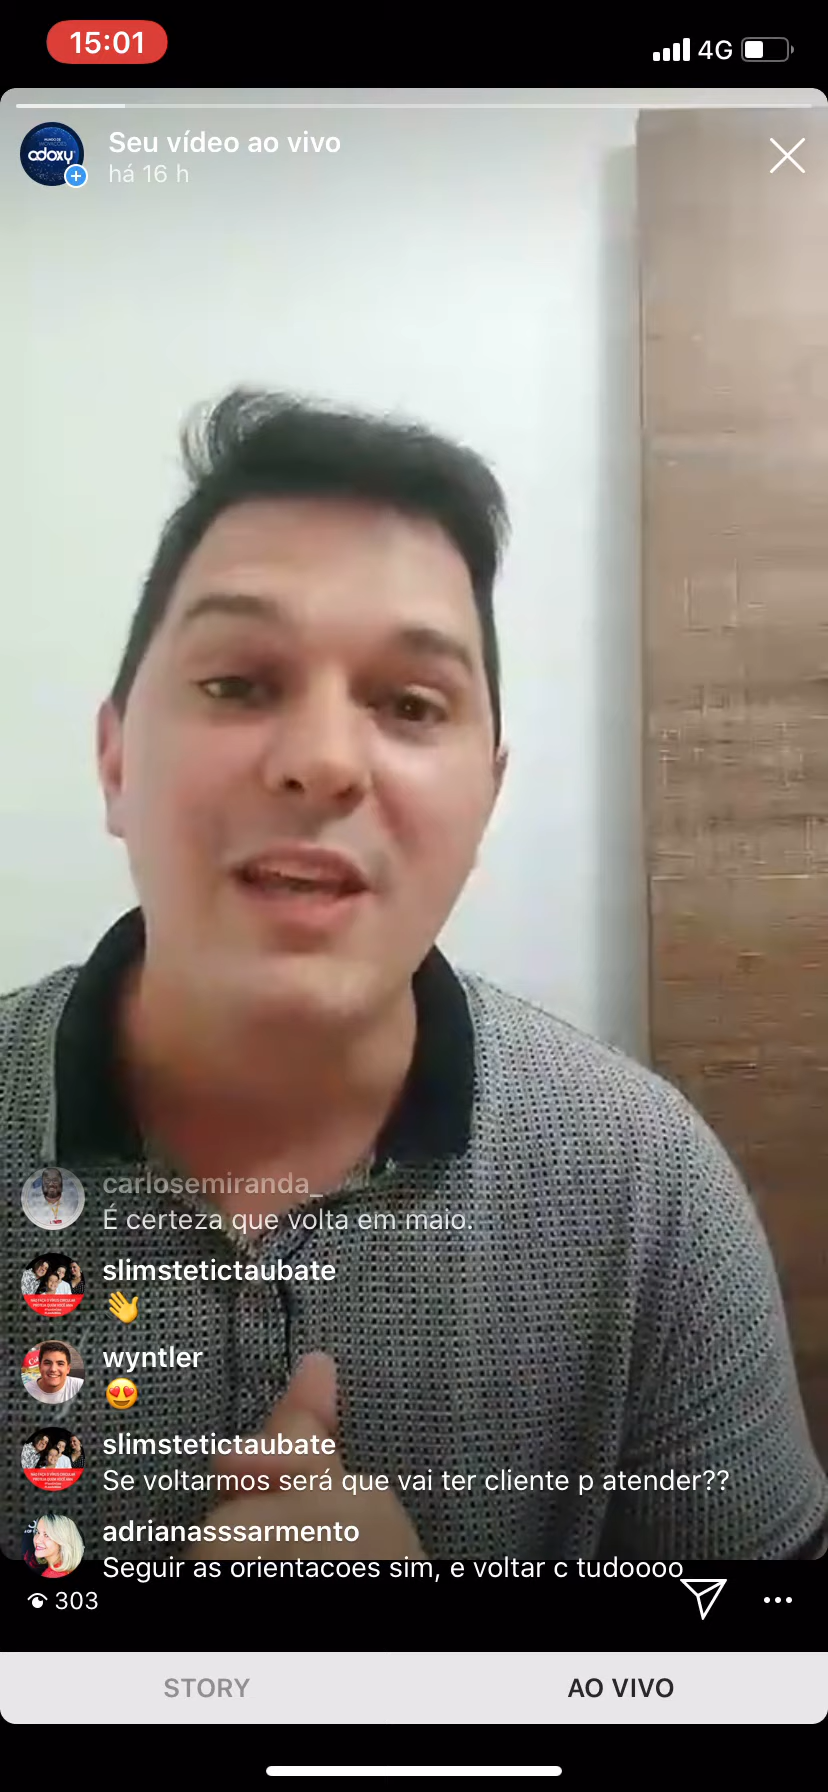 15:01
4G
adoxy
Seu vídeo ao vivo
há 16 h
carlosemiranda_
É certeza que volta em maio.
slimstetictaubate
👋
wyntler
😍
slimstetictaubate
Se voltarmos será que vai ter cliente p atender??
adrianasssarmento
Seguir as orientacoes sim, e voltar c tudoooo
303
STORY
AO VIVO